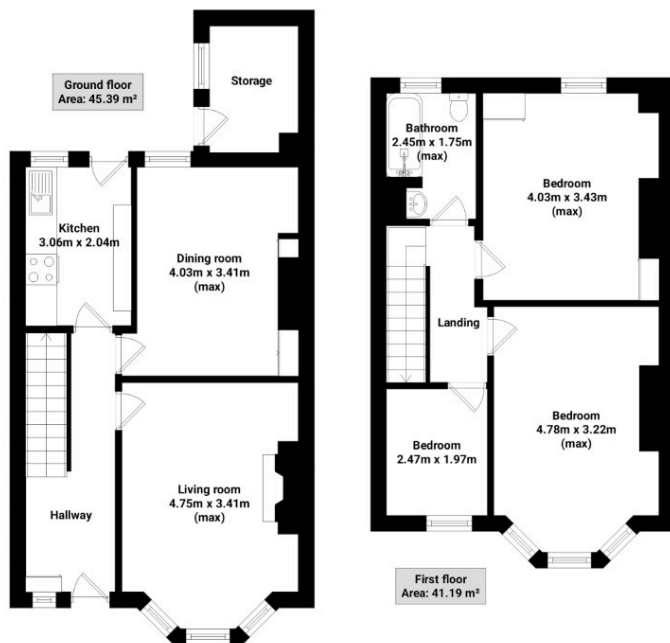 Ground floor
Area: 45.39 m²
Storage
Kitchen
3.06m x 2.04m
Dining room
4.03m x 3.41m
(max)
Living room
4.75m x 3.41m
(max)
Hallway
Bathroom
2.45m x 1.75m
(max)
Bedroom
4.03m x 3.43m
(max)
Landing
Bedroom
4.78m x 3.22m
(max)
Bedroom
2.47m x 1.97m
First floor
Area: 41.19 m²